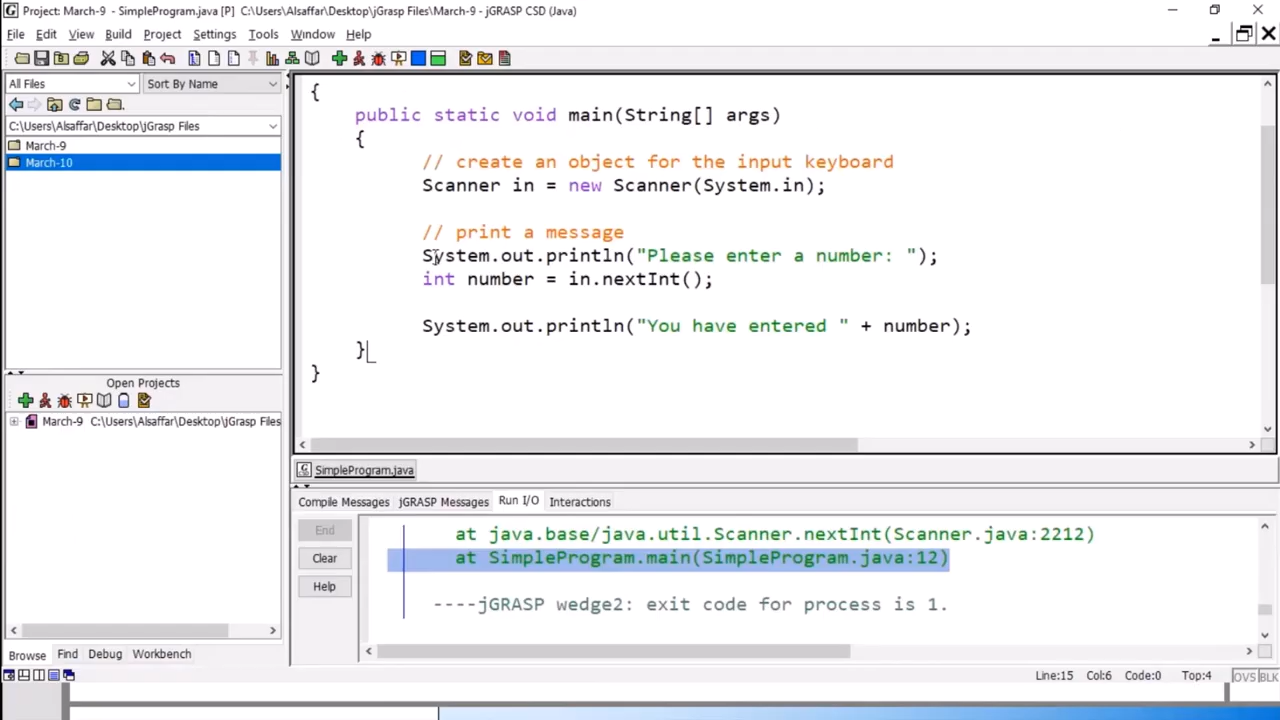 Project: March-9 - SimpleProgram.java [P] C:\Users\Alsaffar\Desktop\jGrasp Files\March-9 - jGRASP CSD (Java)
File Edit View Build Project Settings Tools Window Help
All Files Sort By Name
C:\Users\Alsaffar\Desktop\jGrasp Files
March-9
March-10
{
public static void main(String[] args)
{
// create an object for the input keyboard
Scanner in = new Scanner(System.in);
// print a message
System.out.println("Please enter a number: ");
int number = in.nextInt();
System.out.println("You have entered " + number);
}
}
Open Projects
March-9 C:\Users\Alsaffar\Desktop\jGrasp Files
SimpleProgram.java
Compile Messages jGRASP Messages Run I/O Interactions
End
Clear
Help
at java.base/java.util.Scanner.nextInt(Scanner.java:2212)
at SimpleProgram.main(SimpleProgram.java:12)
----jGRASP wedge2: exit code for process is 1.
Browse Find Debug Workbench
Line:15 Col:6 Code:0 Top:4 OVS BLK